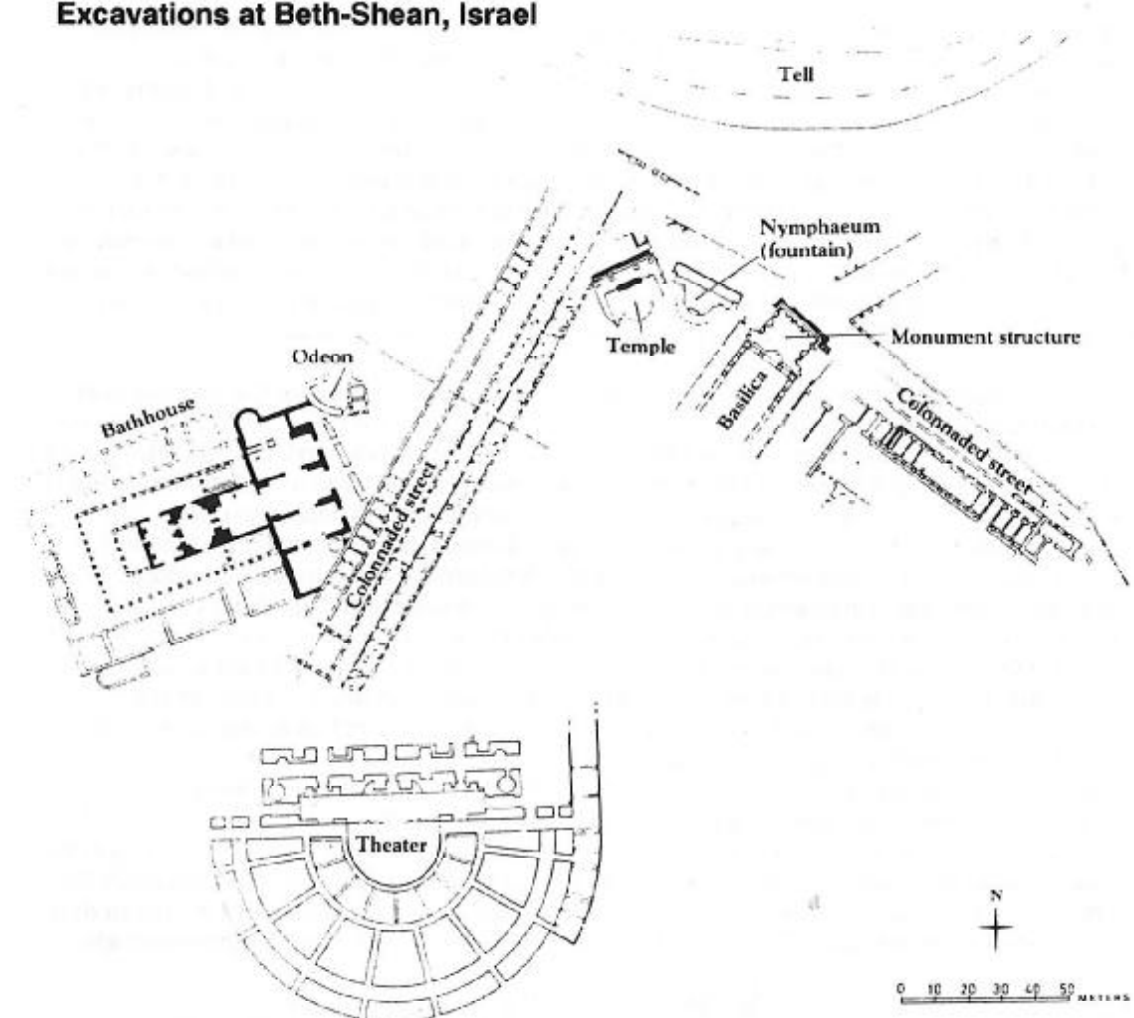 Excavations at Beth-Shean, Israel
Tell
Nymphaeum
(fountain)
Temple
Monument structure
Odeon
Bathhouse
Basilica
Colonnaded street
Colonnaded street
Theater
N
0 10 20 30 40 50 METERS